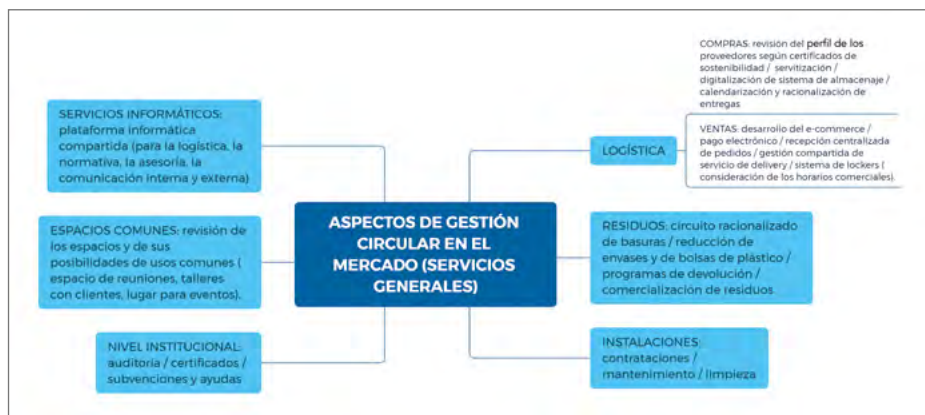 COMPRAS: revisión del perfil de los
proveedores según certificados de
sostenibilidad / servitización /
digitalización de sistema de almacenaje /
calendarización y racionalización de
entregas
SERVICIOS INFORMÁTICOS:
plataforma informática
compartida (para la logística, la
normativa, la asesoría, la
comunicación interna y externa)
LOGÍSTICA
VENTAS: desarrollo del e-commerce /
pago electrónico / recepción centralizada
de pedidos / gestión compartida de
servicio de delivery / sistema de lockers (
consideración de los horarios comerciales).
ASPECTOS DE GESTIÓN
CIRCULAR EN EL
MERCADO (SERVICIOS
GENERALES)
ESPACIOS COMUNES: revisión de
los espacios y de sus
posibilidades de usos comunes (
espacio de reuniones, talleres
con clientes, lugar para eventos).
RESIDUOS: circuito racionalizado
de basuras / reducción de
envases y de bolsas de plástico /
programas de devolución /
comercialización de residuos
NIVEL INSTITUCIONAL:
auditoría / certificados /
subvenciones y ayudas
INSTALACIONES:
contrataciones /
mantenimiento / limpieza